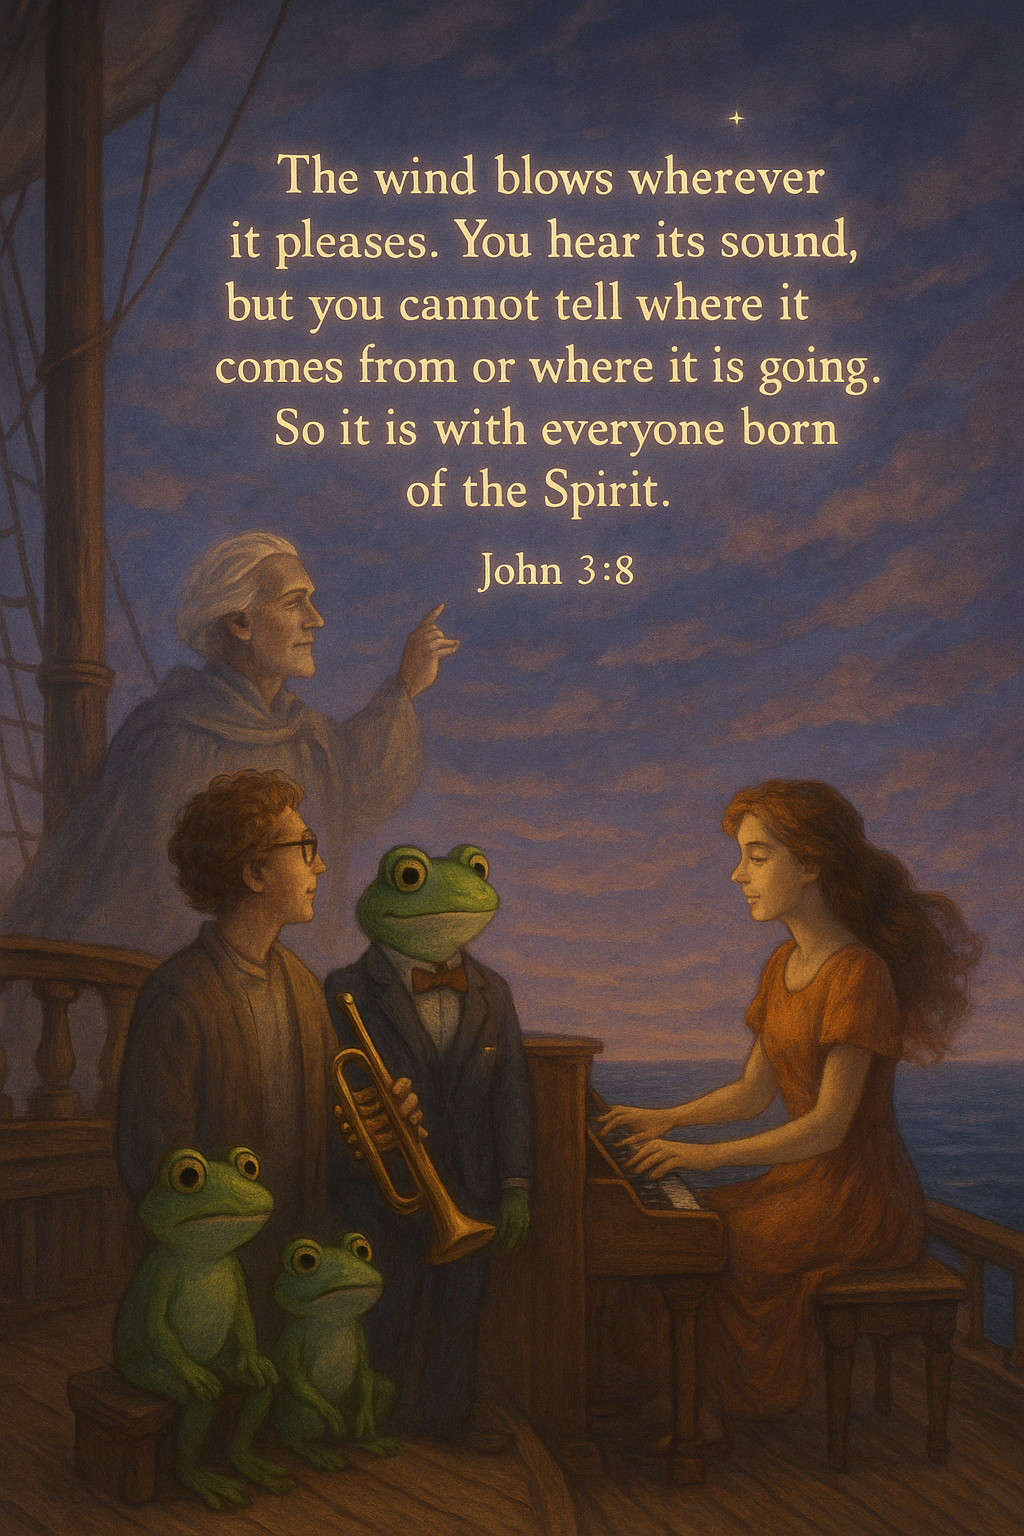 The wind blows wherever
it pleases. You hear its sound,
but you cannot tell where it
comes from or where it is going.
So it is with everyone born
of the Spirit.
John 3:8